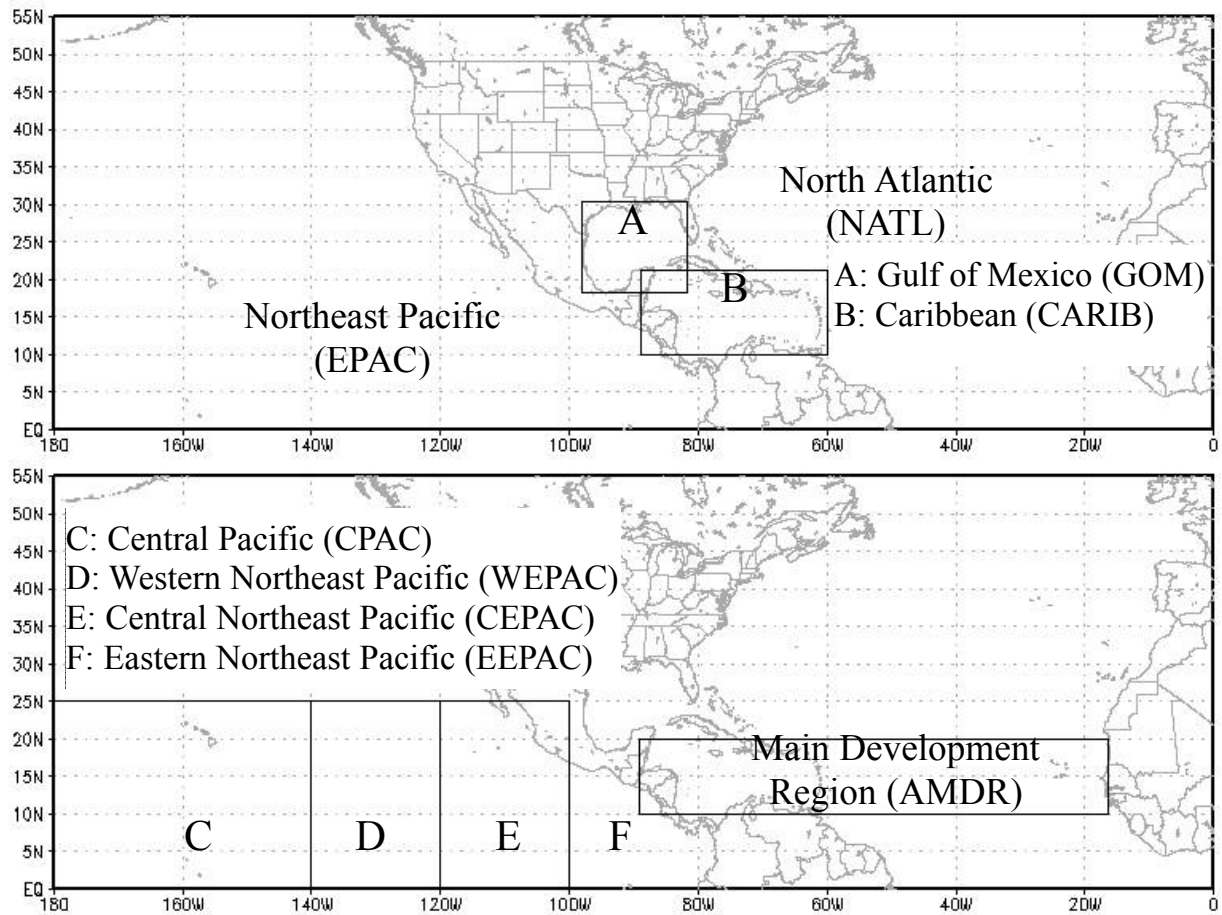 55N
50N
45N
40N
35N
30N
25N
20N
15N
10N
5N
EQ
North Atlantic
(NATL)
A
A: Gulf of Mexico (GOM)
B
B: Caribbean (CARIB)
Northeast Pacific
(EPAC)
180 160W 140W 120W 100W 80W 60W 40W 20W 0
55N
50N
45N
40N
35N
30N
25N
20N
15N
10N
5N
EQ
C: Central Pacific (CPAC)
D: Western Northeast Pacific (WEPAC)
E: Central Northeast Pacific (CEPAC)
F: Eastern Northeast Pacific (EEPAC)
Main Development
Region (AMDR)
C D E F
180 160W 140W 120W 100W 80W 60W 40W 20W 0